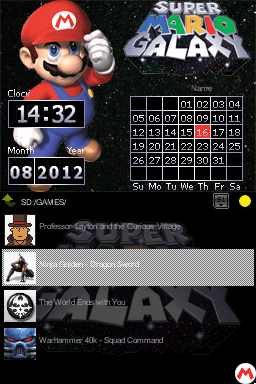 SUPER
MARIO
GALAXY
Name
Clock
14:32
Month Year
08 2012
01 02 03 04
05 06 07 08 09 10 11
12 13 14 15 16 17 18
19 20 21 22 23 24 25
26 27 28 29 30 31
Su Mo Tu We Th Fr Sa
SD:/GAMES/
Professor Layton and the Curious Village
Ninja Gaiden - Dragon Sword
The World Ends with You
Warhammer 40k - Squad Command
SUPER
MARIO
GALAXY
M